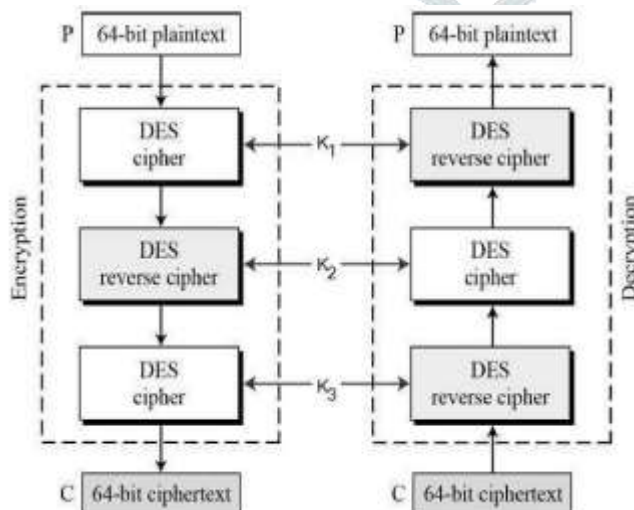 P 64-bit plaintext
P 64-bit plaintext
Encryption
DES
cipher
K1
DES
reverse cipher
DES
reverse cipher
K2
DES
cipher
DES
cipher
K3
DES
reverse cipher
Decryption
C 64-bit ciphertext
C 64-bit ciphertext